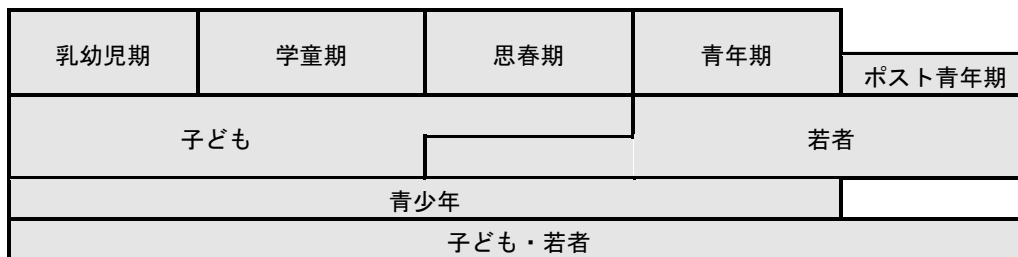 乳幼児期
学童期
思春期
青年期
ポスト青年期
子ども
若者
青少年
子ども・若者